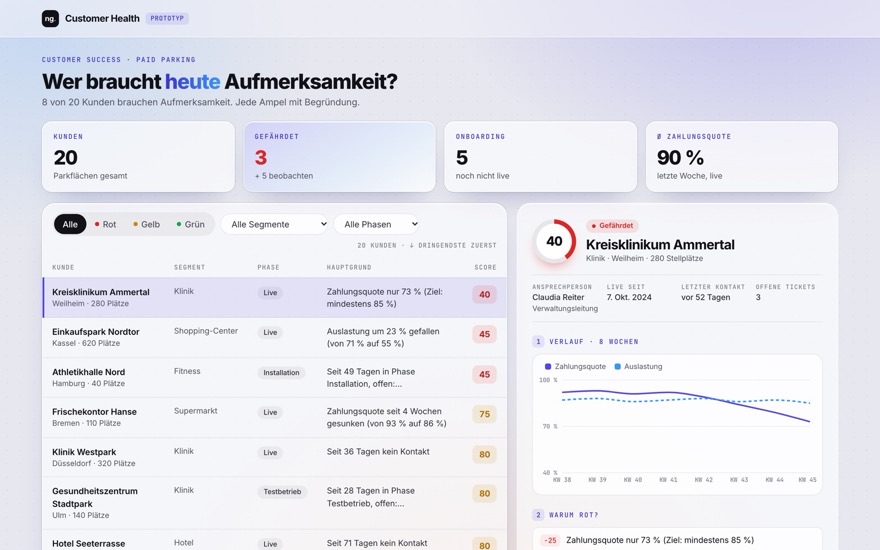 ng.
Customer Health
PROTOTYP
CUSTOMER SUCCESS · PAID PARKING
Wer braucht heute Aufmerksamkeit?
8 von 20 Kunden brauchen Aufmerksamkeit. Jede Ampel mit Begründung.
KUNDEN
20
Parkflächen gesamt
GEFÄHRDET
3
+ 5 beobachten
ONBOARDING
5
noch nicht live
Ø ZAHLUNGSQUOTE
90 %
letzte Woche, live
Alle
Rot
Gelb
Grün
Alle Segmente
Alle Phasen
20 KUNDEN · ↓ DRINGENDSTE ZUERST
KUNDE
SEGMENT
PHASE
HAUPTGRUND
SCORE
Kreisklinikum Ammertal
Weilheim · 280 Plätze
Klinik
Live
Zahlungsquote nur 73 % (Ziel:
mindestens 85 %)
40
Einkaufspark Nordtor
Kassel · 620 Plätze
Shopping-Center
Live
Auslastung um 23 % gefallen
(von 71 % auf 55 %)
45
Athletikhalle Nord
Hamburg · 40 Plätze
Fitness
Installation
Seit 49 Tagen in Phase
Installation, offen:...
45
Frischekontor Hanse
Bremen · 110 Plätze
Supermarkt
Live
Zahlungsquote seit 4 Wochen
gesunken (von 93 % auf 86 %)
75
Klinik Westpark
Düsseldorf · 320 Plätze
Klinik
Live
Seit 36 Tagen kein Kontakt
80
Gesundheitszentrum
Stadtpark
Ulm · 140 Plätze
Klinik
Testbetrieb
Seit 28 Tagen in Phase
Testbetrieb, offen:...
80
Hotel Seeterrasse
Hotel
Live
Seit 71 Tagen kein Kontakt
80
40
Gefährdet
Kreisklinikum Ammertal
Klinik · Weilheim · 280 Stellplätze
ANSPRECHPERSON
Claudia Reiter
Verwaltungsleitung
LIVE SEIT
7. Okt. 2024
LETZTER KONTAKT
vor 52 Tagen
OFFENE TICKETS
3
1 VERLAUF · 8 WOCHEN
Zahlungsquote
Auslastung
100 %
70 %
40 %
KW 38
KW 39
KW 40
KW 41
KW 42
KW 43
KW 44
KW 45
2 WARUM ROT?
-25
Zahlungsquote nur 73 % (Ziel: mindestens 85 %)